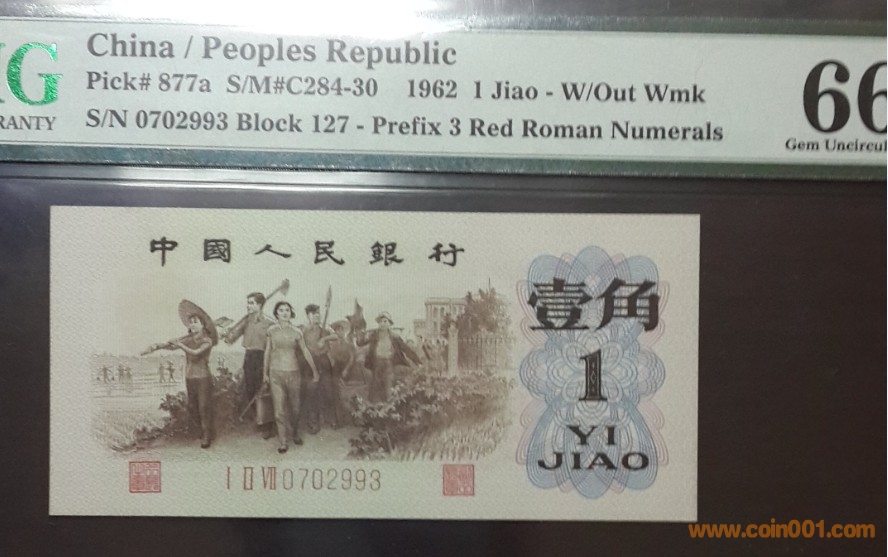 China / Peoples Republic
Pick# 877a S/M#C284-30 1962 1 Jiao - W/Out Wmk
S/N 0702993 Block 127 - Prefix 3 Red Roman Numerals
66
Gem Uncircul
MG
RANTY
中國人民銀行
壹角
1
YI
JIAO
I II VII 0702993
www.coin001.com